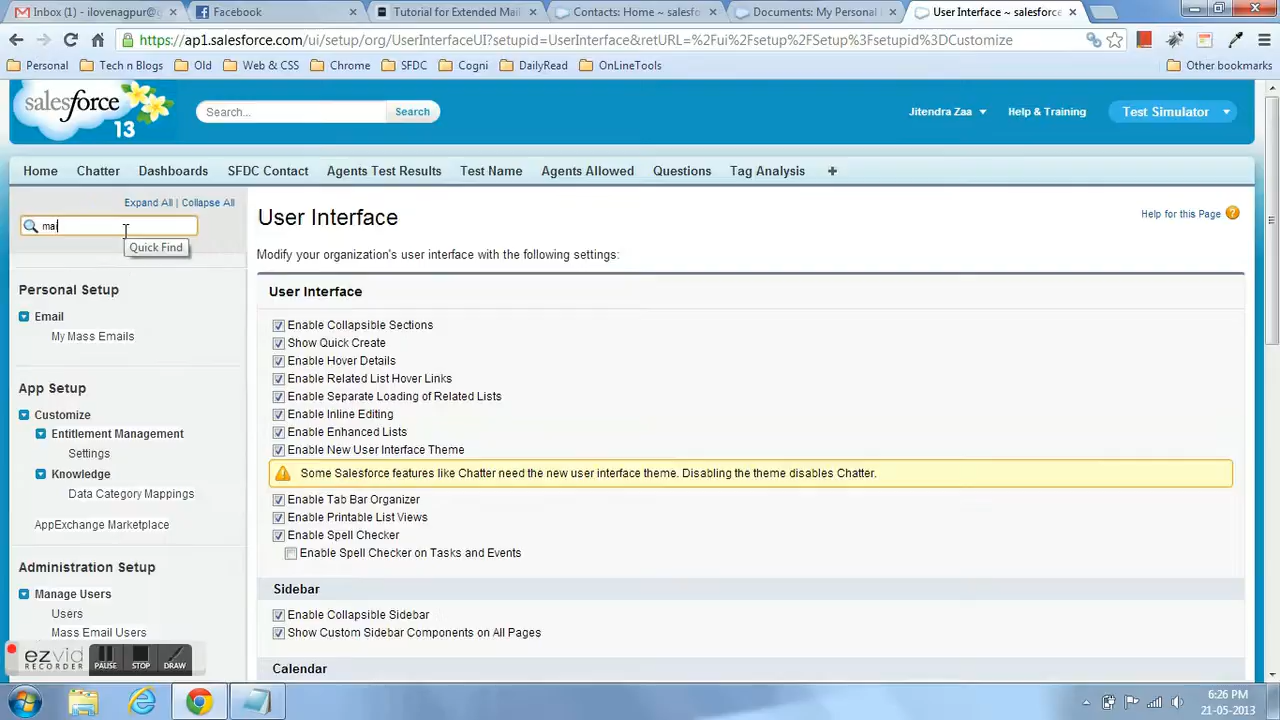 Inbox (1) - ilovenagpur@g
Facebook
Tutorial for Extended Mail
Contacts: Home ~ salesfo
Documents: My Personal
User Interface ~ salesforc
https://ap1.salesforce.com/ui/setup/org/UserInterfaceUI?setupid=UserInterface&retURL=%2Fui%2Fsetup%2FSetup%3Fsetupid%3DCustomize
Personal
Tech n Blogs
Old
Web & CSS
Chrome
SFDC
Cogni
DailyRead
OnLineTools
Other bookmarks
salesforce
13
Search...
Search
Jitendra Zaa
Help & Training
Test Simulator
Home
Chatter
Dashboards
SFDC Contact
Agents Test Results
Test Name
Agents Allowed
Questions
Tag Analysis
+
Expand All | Collapse All
mai
Quick Find
Personal Setup
Email
My Mass Emails
App Setup
Customize
Entitlement Management
Settings
Knowledge
Data Category Mappings
AppExchange Marketplace
Administration Setup
Manage Users
Users
Mass Email Users
User Interface
Help for this Page ?
Modify your organization's user interface with the following settings:
User Interface
Enable Collapsible Sections
Show Quick Create
Enable Hover Details
Enable Related List Hover Links
Enable Separate Loading of Related Lists
Enable Inline Editing
Enable Enhanced Lists
Enable New User Interface Theme
Some Salesforce features like Chatter need the new user interface theme. Disabling the theme disables Chatter.
Enable Tab Bar Organizer
Enable Printable List Views
Enable Spell Checker
Enable Spell Checker on Tasks and Events
Sidebar
Enable Collapsible Sidebar
Show Custom Sidebar Components on All Pages
Calendar
ezvid
RECORDER
PAUSE
STOP
DRAW
6:26 PM
21-05-2013